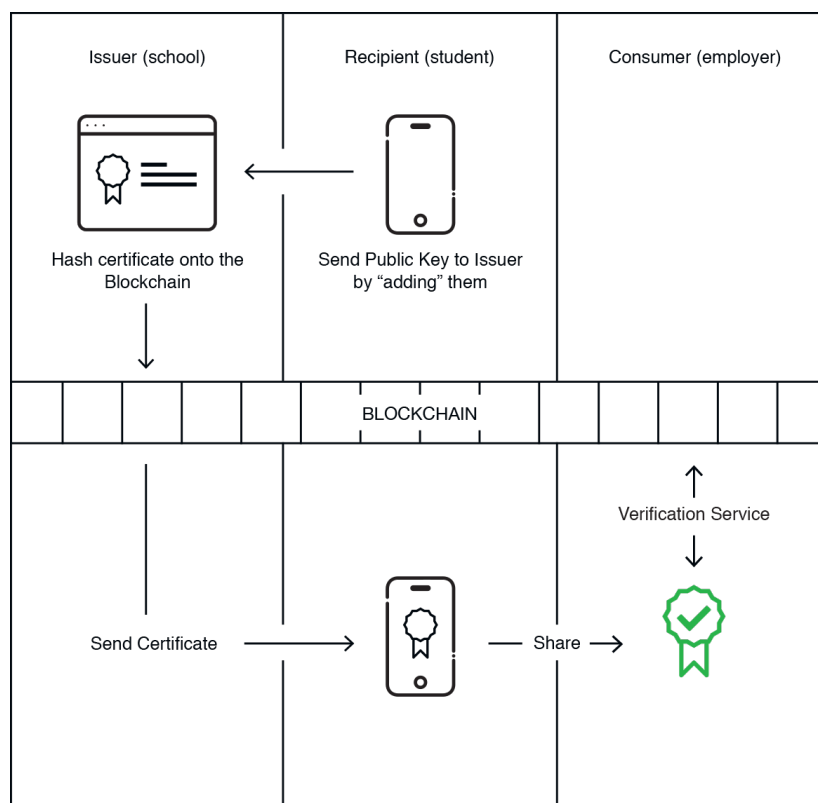 Issuer (school)
Recipient (student)
Consumer (employer)
Hash certificate onto the
Blockchain
Send Public Key to Issuer
by “adding” them
BLOCKCHAIN
Verification Service
Send Certificate
Share